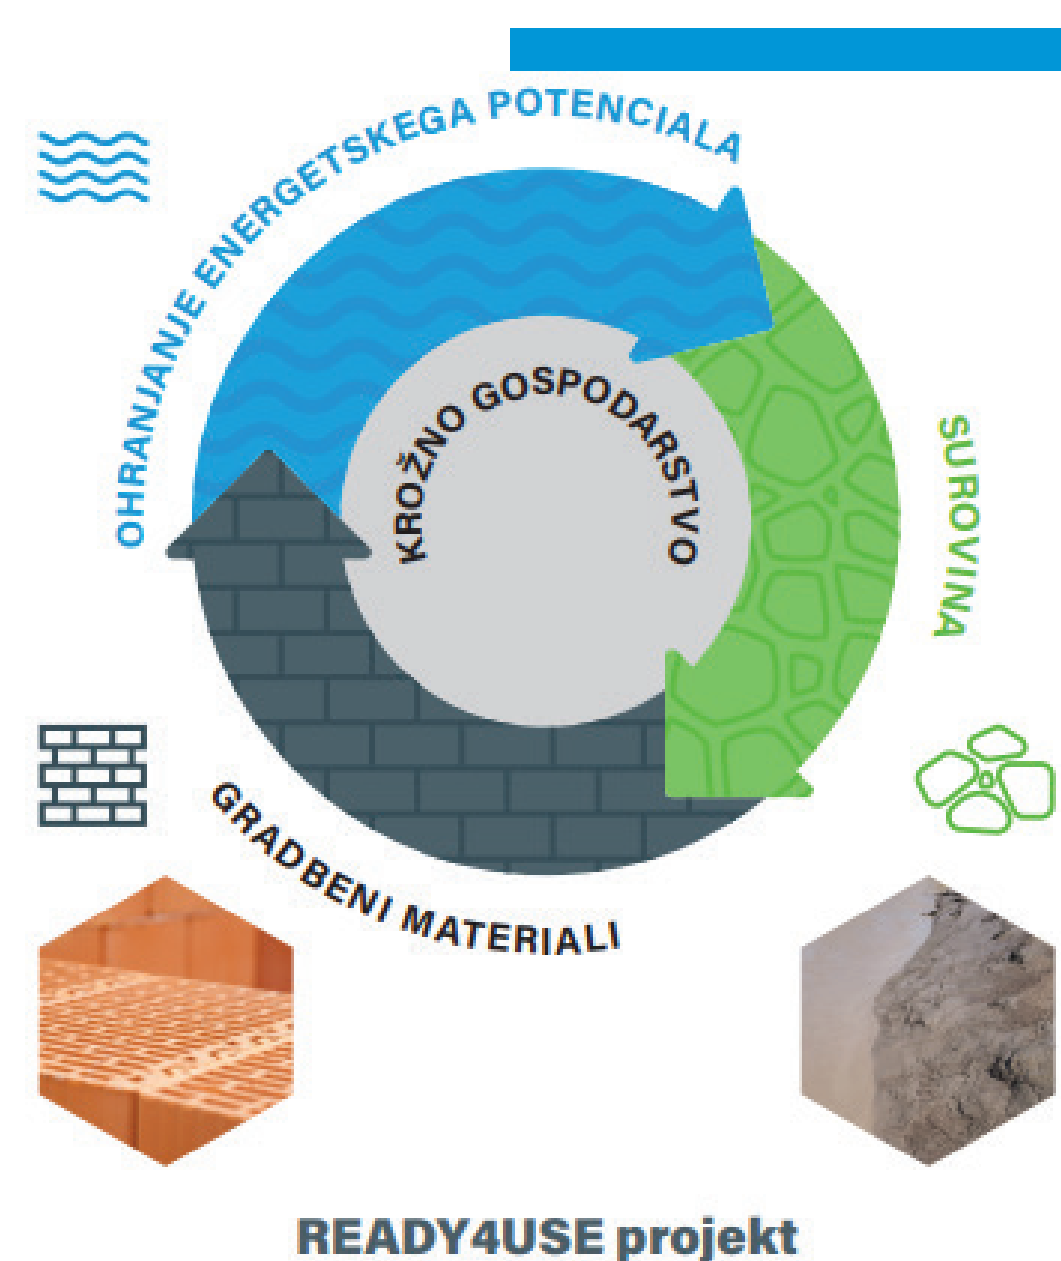 OHRANJANJE ENERGETSKEGA POTENCIALA
KROŽNO GOSPODARSTVO
SUROVINA
GRADBENI MATERIALI
READY4USE projekt